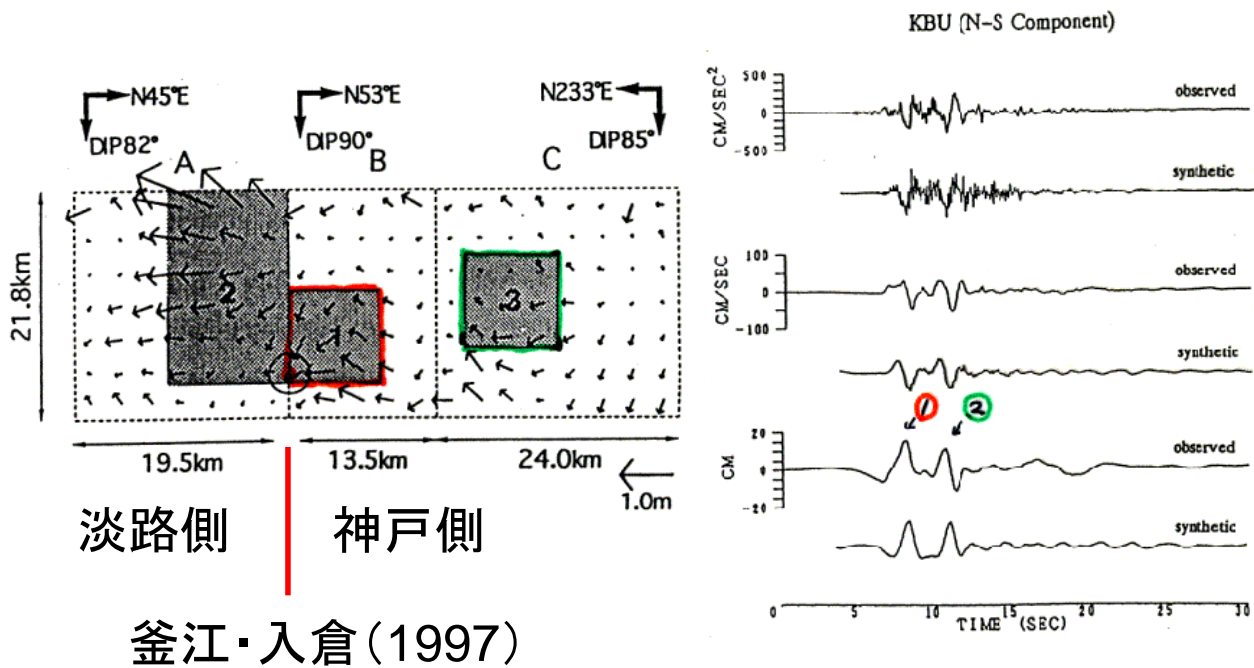 KBU (N-S Component)
N45°E
N53°E
N233°E
DIP82°
DIP90°
DIP85°
A
B
C
21.8km
2
1
3
19.5km
13.5km
24.0km
1.0m
淡路側
神戸側
釜江・入倉(1997)
500
0
-500
CM/SEC²
observed
synthetic
100
0
-100
CM/SEC
observed
synthetic
1
2
20
0
-20
CM
observed
synthetic
0 5 10 15 20 25 30
TIME (SEC)